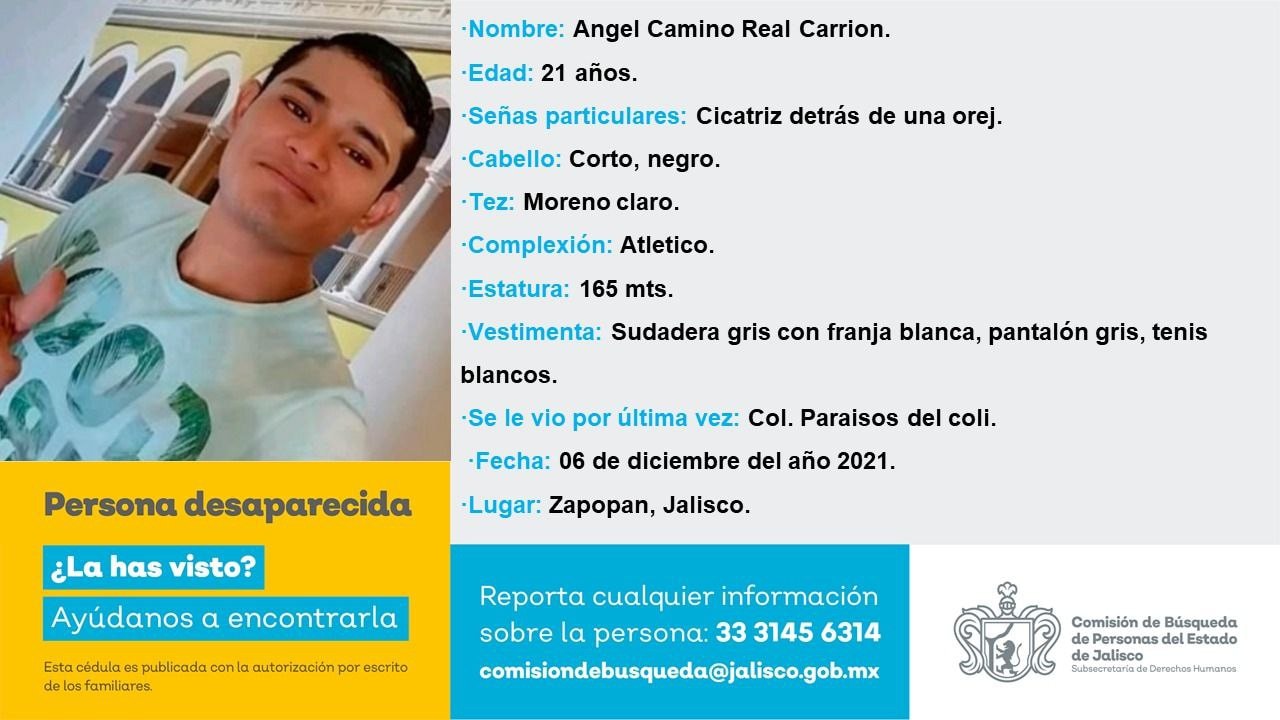 ·Nombre: Angel Camino Real Carrion.
·Edad: 21 años.
·Señas particulares: Cicatriz detrás de una orej.
·Cabello: Corto, negro.
·Tez: Moreno claro.
·Complexión: Atletico.
·Estatura: 165 mts.
·Vestimenta: Sudadera gris con franja blanca, pantalón gris, tenis
blancos.
·Se le vio por última vez: Col. Paraisos del coli.
·Fecha: 06 de diciembre del año 2021.
·Lugar: Zapopan, Jalisco.
Persona desaparecida
¿La has visto?
Ayúdanos a encontrarla
Esta cédula es publicada con la autorización por escrito
de los familiares.
Reporta cualquier información
sobre la persona: 33 3145 6314
comisiondebusqueda@jalisco.gob.mx
Comisión de Búsqueda
de Personas del Estado
de Jalisco
Subsecretaría de Derechos Humanos